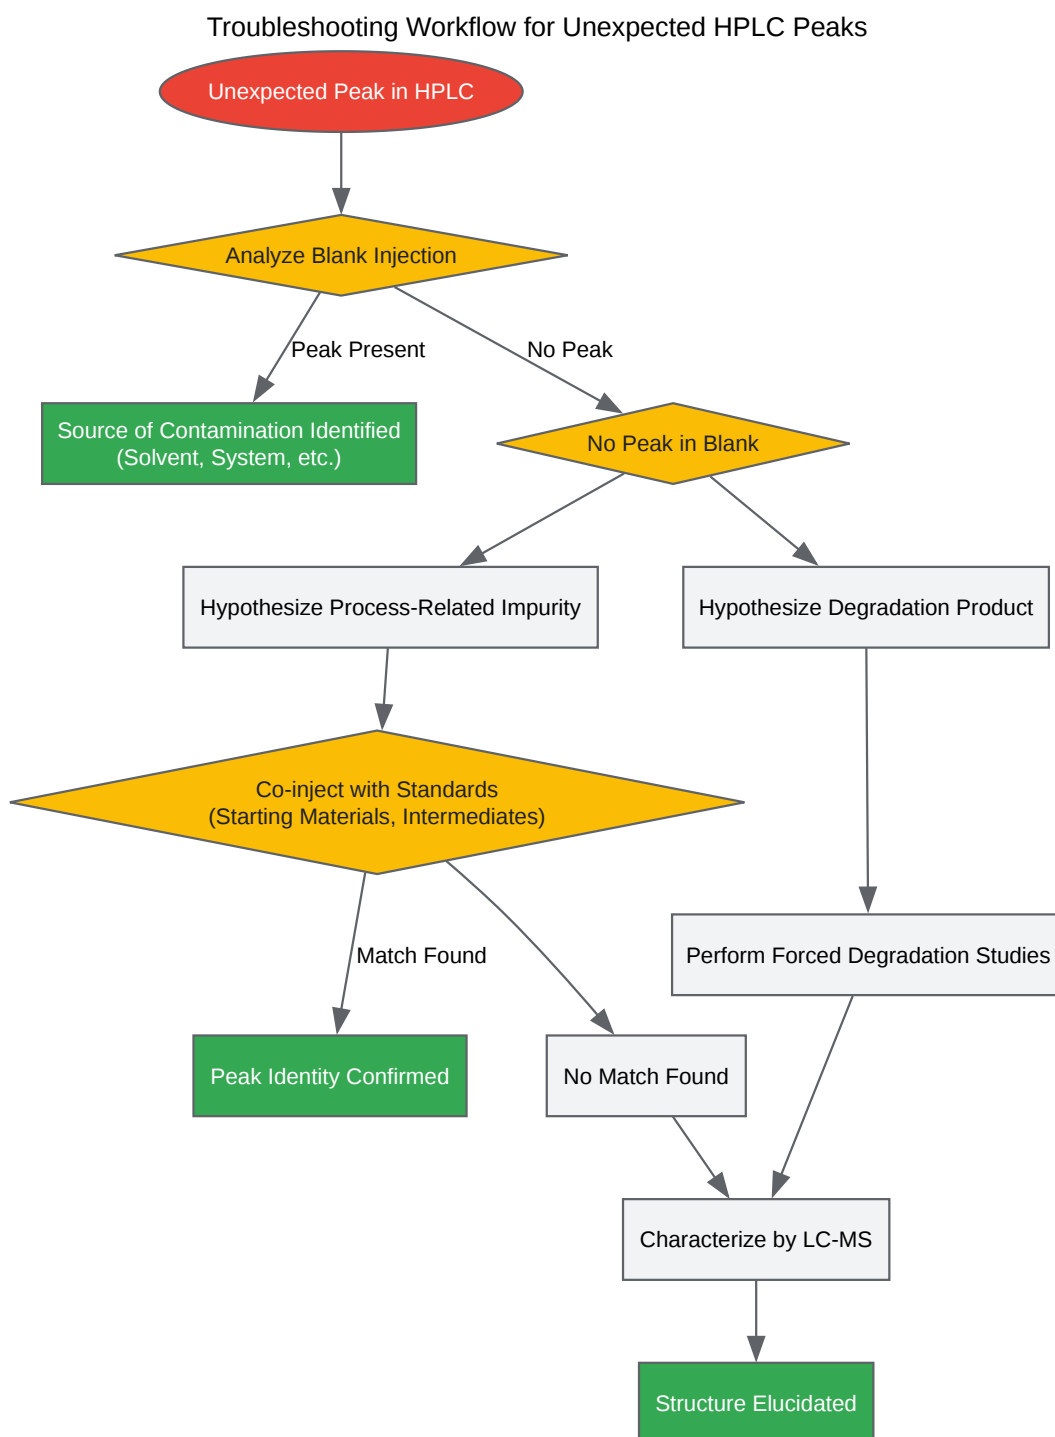 Troubleshooting Workflow for Unexpected HPLC Peaks
Unexpected Peak in HPLC
Analyze Blank Injection
Peak Present
No Peak
Source of Contamination Identified
(Solvent, System, etc.)
No Peak in Blank
Hypothesize Process-Related Impurity
Hypothesize Degradation Product
Co-inject with Standards
(Starting Materials, Intermediates)
Match Found
Perform Forced Degradation Studies
Peak Identity Confirmed
No Match Found
Characterize by LC-MS
Structure Elucidated